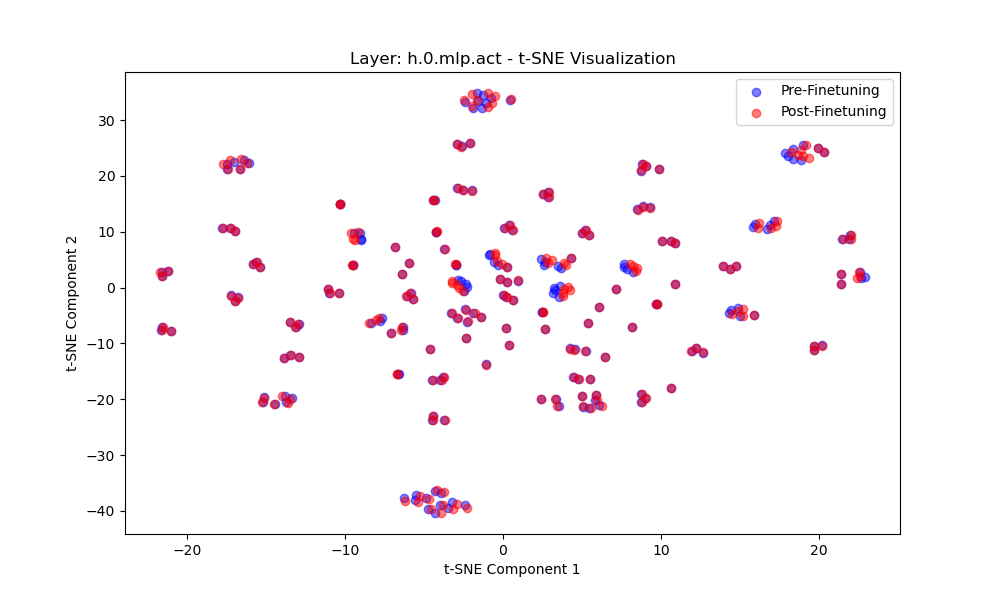 Layer: h.0.mlp.act - t-SNE Visualization
Pre-Finetuning
Post-Finetuning
t-SNE Component 2
30
20
10
0
−10
−20
−30
−40
−20
−10
0
10
20
t-SNE Component 1